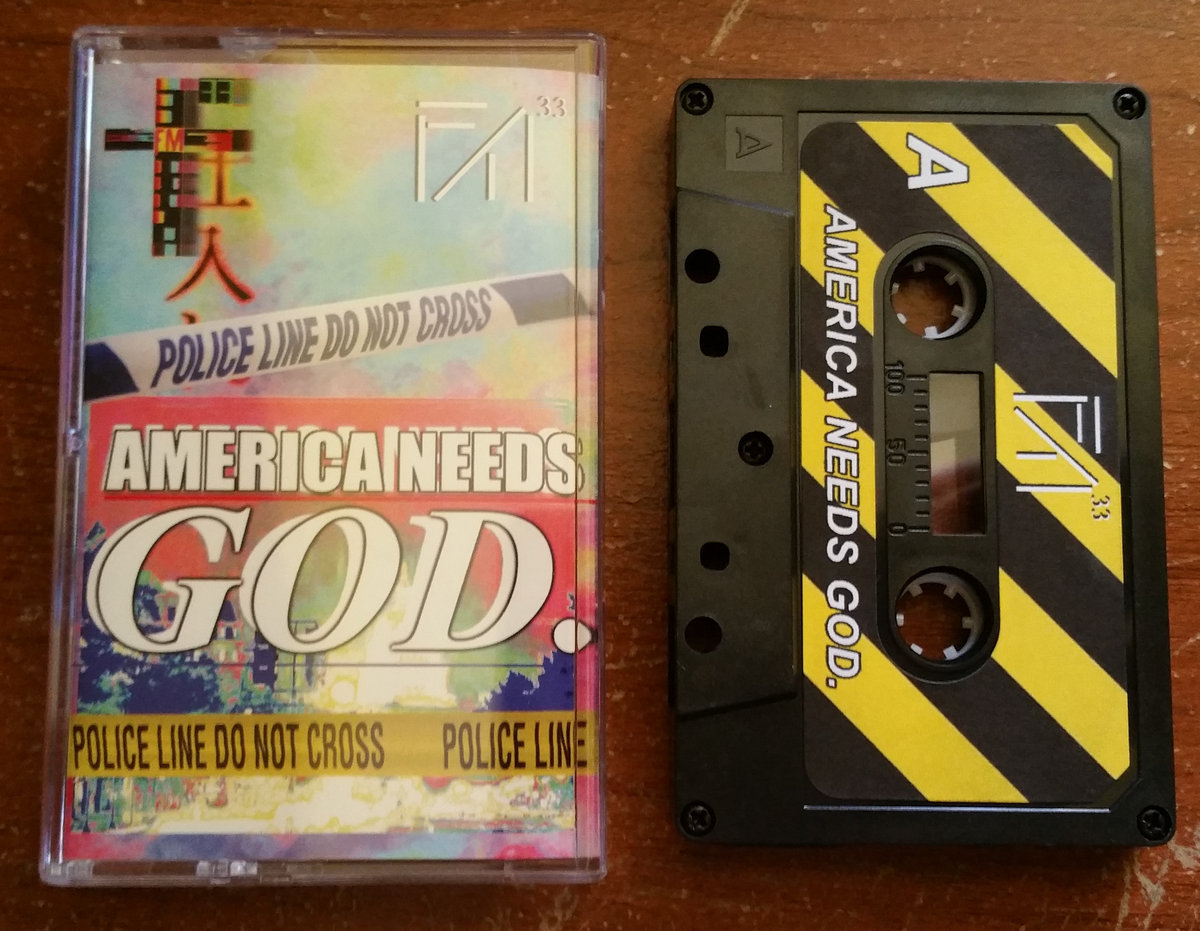 FM
工
人
33
POLICE LINE DO NOT CROSS
AMERICA NEEDS
GOD.
POLICE LINE DO NOT CROSS POLICE LINE
A
A
AMERICA NEEDS GOD.
100
50
0
33